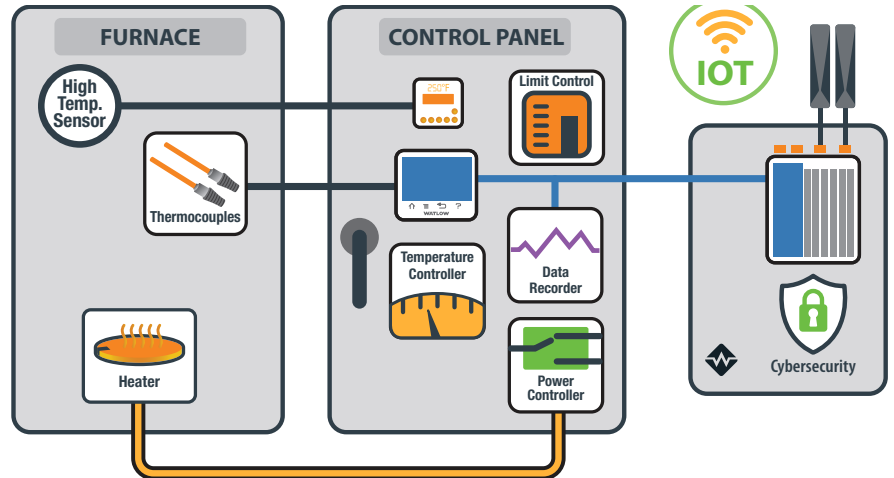 FURNACE
CONTROL PANEL
IOT
High
Temp.
Sensor
250°F
Limit Control
Thermocouples
?
WATLOW
Temperature
Controller
Data
Recorder
Heater
Power
Controller
Cybersecurity